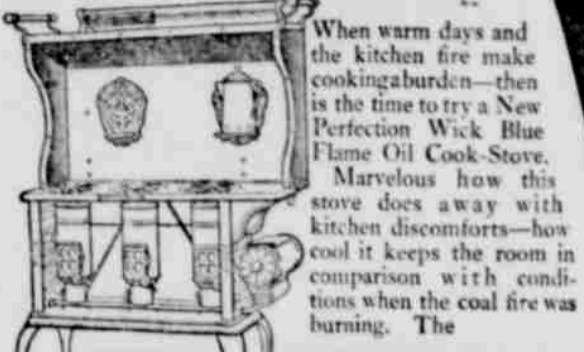 When warm days and
the kitchen fire make
cooking a burden—then
is the time to try a New
Perfection Wick Blue
Flame Oil Cook-Stove.
Marvelous how this
stove does away with
kitchen discomforts—how
cool it keeps the room in
comparison with condi-
tions when the coal fire was
burning. The